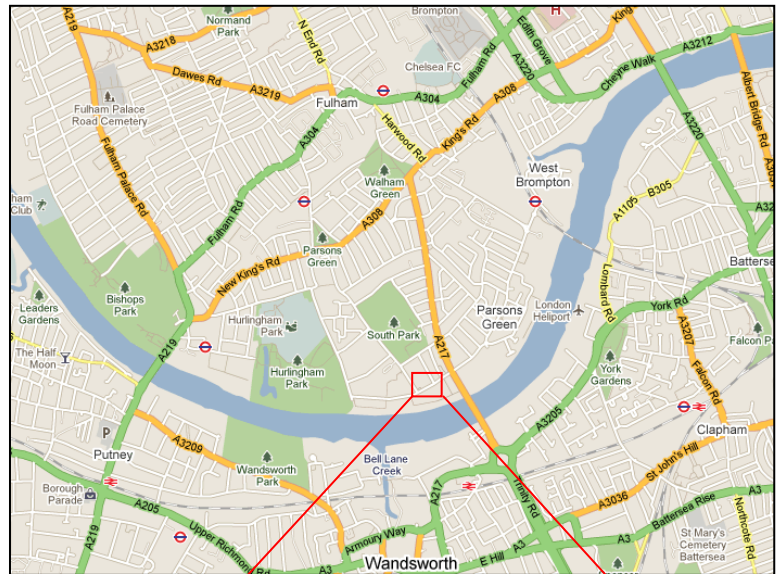 A219
Normand
Park
A3218
N End Rd
Brompton
H
King
Edith Grove
A3212
Cheyne Walk
Chelsea FC
Fulham Rd
A3220
Dawes Rd
A3219
Fulham
A304
A308
Albert Bridge Rd
Fulham Palace
Road Cemetery
A304
Harwood Rd
King's Rd
A3220
Fulham Palace Rd
West
Brompton
Walham
Green
B305
A1105
ham
Club
Fulham Rd
A308
Parsons
Green
New King's Rd
Lombard Rd
Battersea
Bishops
Park
Leaders
Gardens
London
Heliport
York Rd
Parsons
Green
Hurlingham
Park
South Park
A3207
Falcon
A217
The Half
Moon
A219
Hurlingham
Park
York
Gardens
Falcon Rd
A3205
P
Putney
A3209
Clapham
St John's Hill
Bell Lane
Creek
Wandsworth
Park
Borough
Parade
A217
Trinity Rd
A205
A3036
Battersea Rise
Northcote Rd
A219
Upper Richmond Rd
Armoury Way
A3
E Hill
A3
St Mary's
Cemetery
Battersea
Wandsworth
A3